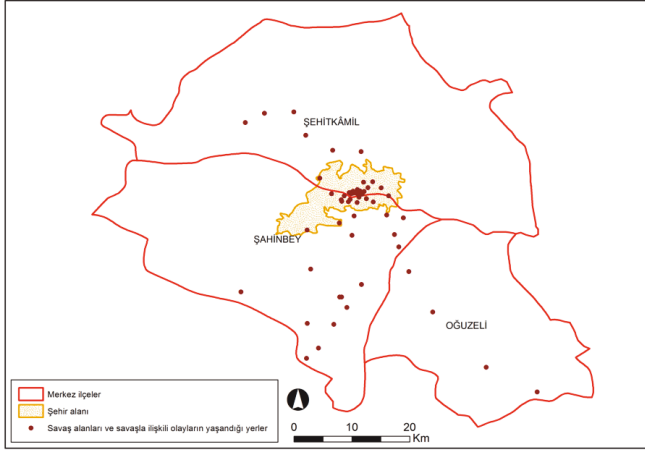 ŞEHİTKÂMİL
ŞAHİNBEY
OĞUZELİ
Merkez ilçeler
Şehir alanı
Savaş alanları ve savaşla ilişkili olayların yaşandığı yerler
0 5 10 20
Km